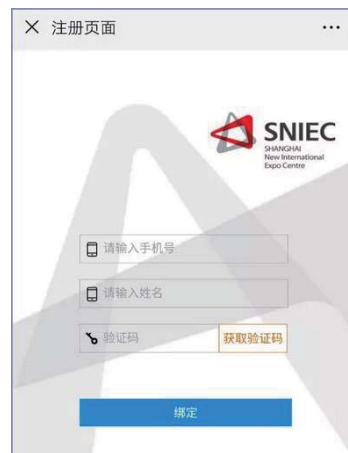 注册页面
SNIEC
SHANGHAI
New International
Expo Centre
请输入手机号
请输入姓名
验证码 获取验证码
绑定